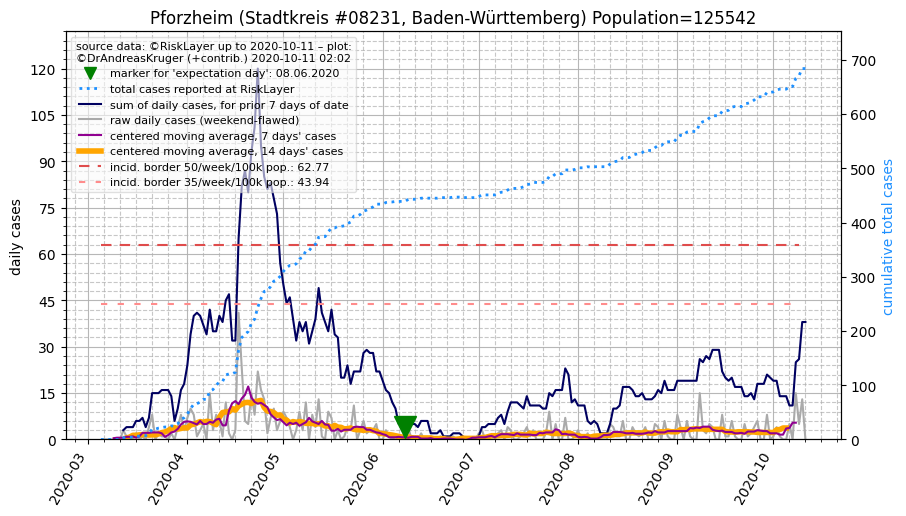 Pforzheim (Stadtkreis #08231, Baden-Württemberg) Population=125542
source data: ©RiskLayer up to 2020-10-11 – plot:
©DrAndreasKruger (+contrib.) 2020-10-11 02:02
marker for 'expectation day': 08.06.2020
total cases reported at RiskLayer
sum of daily cases, for prior 7 days of date
raw daily cases (weekend-flawed)
centered moving average, 7 days' cases
centered moving average, 14 days' cases
incid. border 50/week/100k pop.: 62.77
incid. border 35/week/100k pop.: 43.94
daily cases
120
105
90
75
60
45
30
15
0
700
600
500
400
300
200
100
0
cumulative total cases
2020-03
2020-04
2020-05
2020-06
2020-07
2020-08
2020-09
2020-10